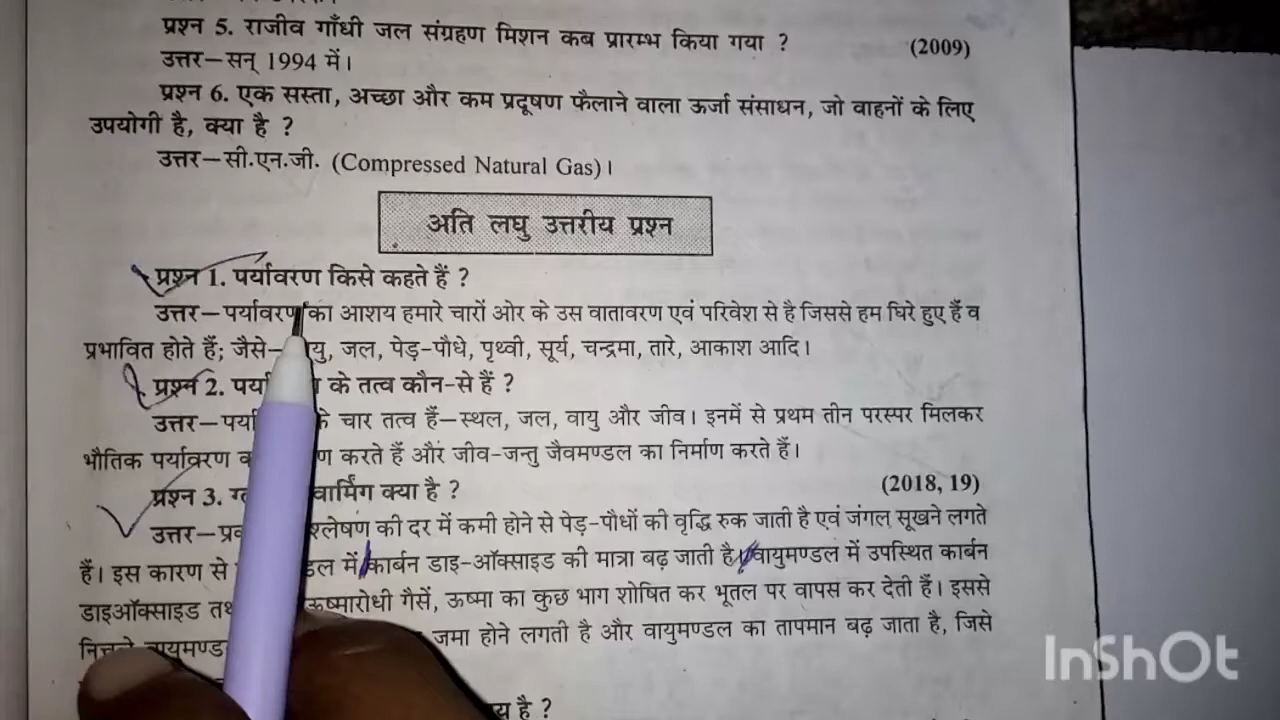 प्रश्न 5. राजीव गाँधी जल संग्रहण मिशन कब प्रारम्भ किया गया ? (2009)
उत्तर—सन् 1994 में।
प्रश्न 6. एक सस्ता, अच्छा और कम प्रदूषण फैलाने वाला ऊर्जा संसाधन, जो वाहनों के लिए
उपयोगी है, क्या है ?
उत्तर—सी.एन.जी. (Compressed Natural Gas)।
अति लघु उत्तरीय प्रश्न
प्रश्न 1. पर्यावरण किसे कहते हैं ?
उत्तर—पर्यावरण का आशय हमारे चारों ओर के उस वातावरण एवं परिवेश से है जिससे हम घिरे हुए हैं व
प्रभावित होते हैं; जैसे— जल, पेड़-पौधे, पृथ्वी, सूर्य, चन्द्रमा, तारे, आकाश आदि।
प्रश्न 2. के तत्व कौन-से हैं ?
उत्तर— के चार तत्व हैं—स्थल, जल, वायु और जीव। इनमें से प्रथम तीन परस्पर मिलकर
भौतिक पर्यावरण करते हैं और जीव-जन्तु जैवमण्डल का निर्माण करते हैं।
प्रश्न 3. वार्मिंग क्या है ? (2018, 19)
उत्तर— की दर में कमी होने से पेड़-पौधों की वृद्धि रुक जाती है एवं जंगल सूखने लगते
हैं। इस कारण से में कार्बन डाइ-ऑक्साइड की मात्रा बढ़ जाती है। वायुमण्डल में उपस्थित कार्बन
डाइऑक्साइड ऊष्मारोधी गैसें, ऊष्मा का कुछ भाग शोषित कर भूतल पर वापस कर देती हैं। इससे
जमा होने लगती है और वायुमण्डल का तापमान बढ़ जाता है, जिसे
है ?
InShOt